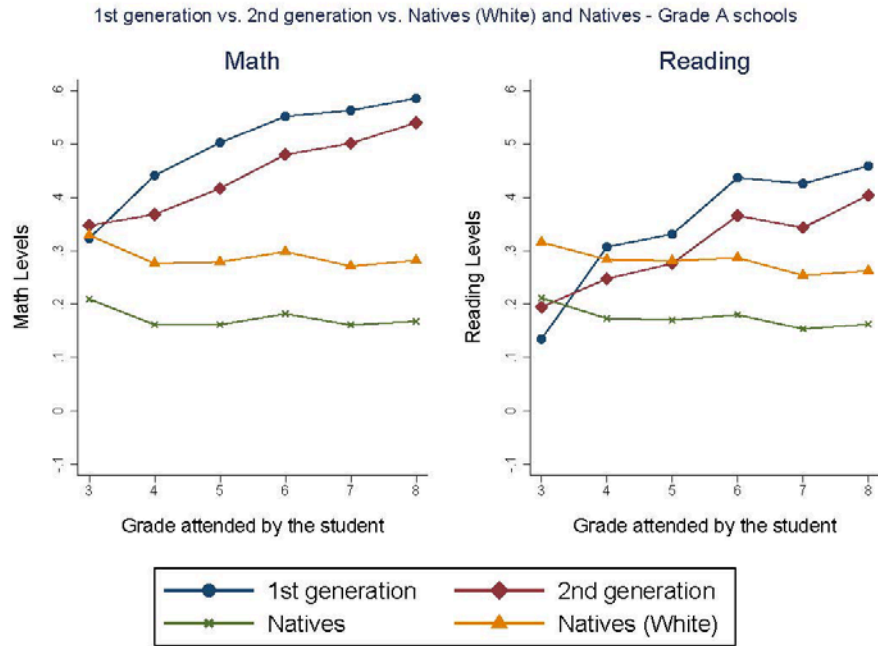 1st generation vs. 2nd generation vs. Natives (White) and Natives - Grade A schools
Math
Math Levels
.6
.5
.4
.3
.2
.1
0
-.1
3 4 5 6 7 8
Grade attended by the student
Reading
Reading Levels
.6
.5
.4
.3
.2
.1
0
-.1
3 4 5 6 7 8
Grade attended by the student
1st generation 2nd generation
Natives Natives (White)